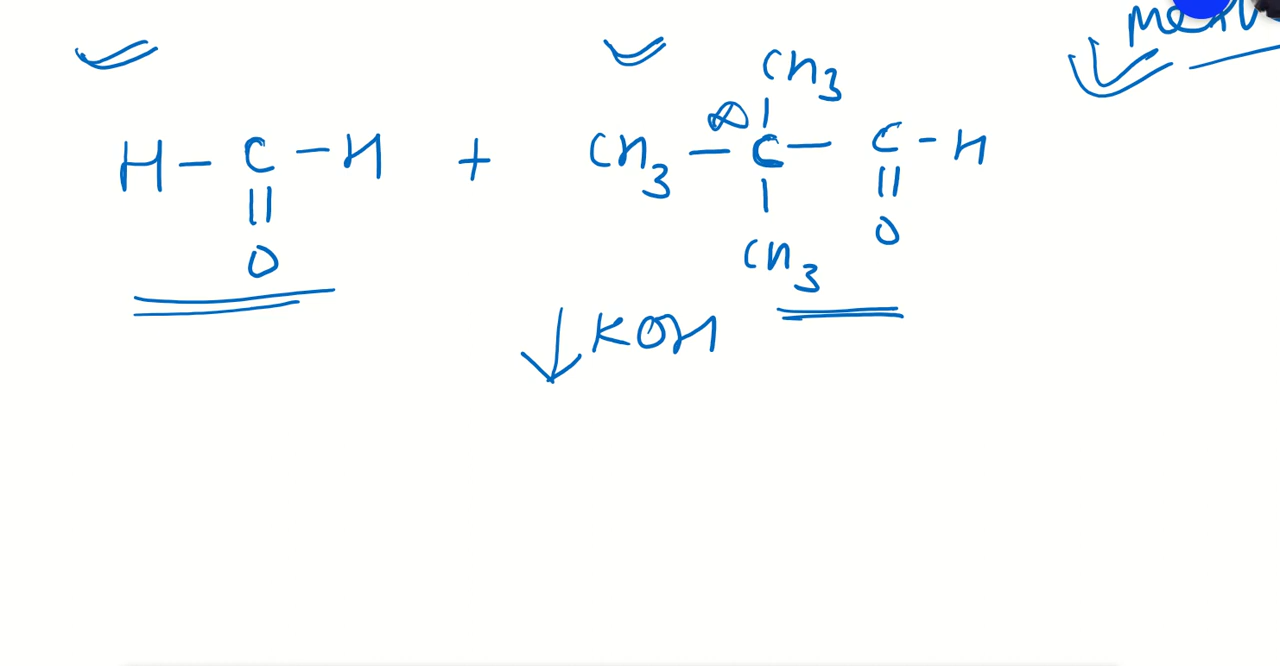 CH3
H - C - H + CH3 - C - C - H
|| | ||
O O
CH3
↓ KOH